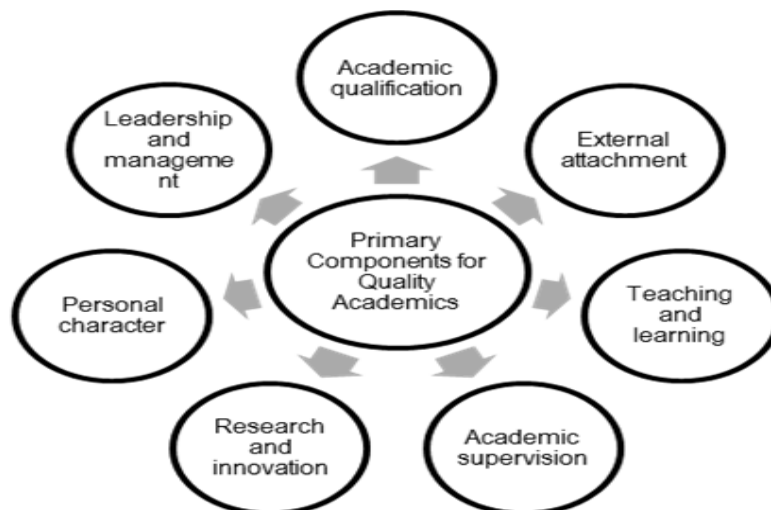 Academic
qualification
External
attachment
Teaching
and
learning
Academic
supervision
Research
and
innovation
Personal
character
Leadership
and
manageme
nt
Primary
Components for
Quality
Academics